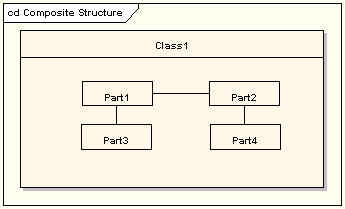 cd Composite Structure
Class1
Part1 Part2
Part3 Part4